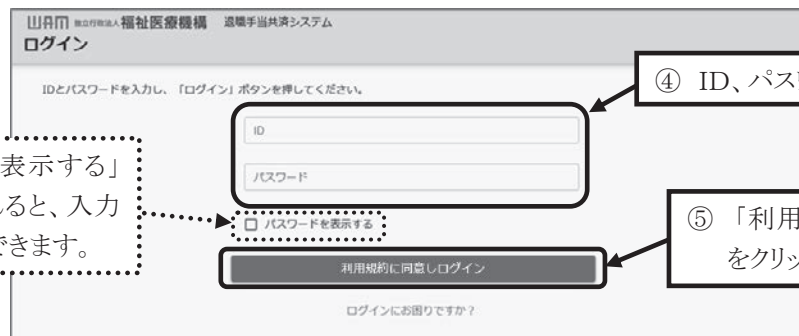 WAM 独立行政法人福祉医療機構 退職手当共済システム
ログイン
IDとパスワードを入力し、「ログイン」ボタンを押してください。
④ ID、パス
ID
表示する」
ると、入力
できます。
パスワード
パスワードを表示する
⑤ 「利用
をクリッ
利用規約に同意しログイン
ログインにお困りですか？